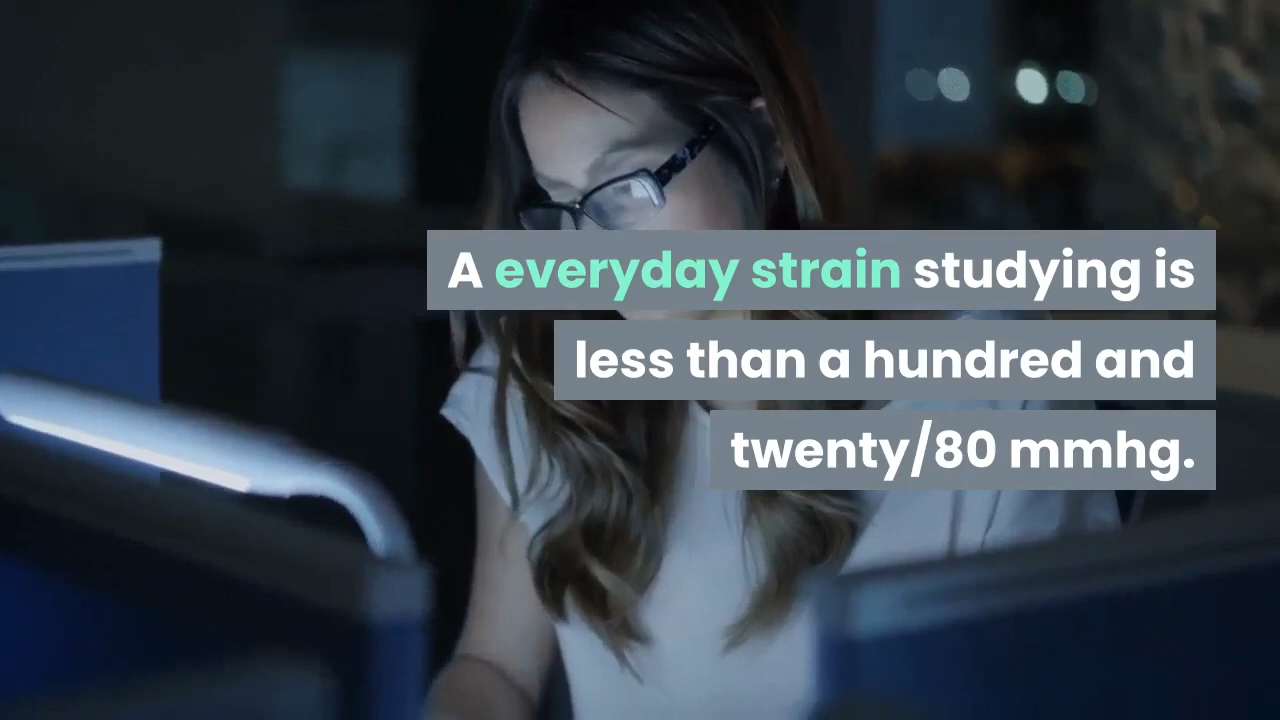 A everyday strain studying is
less than a hundred and
twenty/80 mmhg.